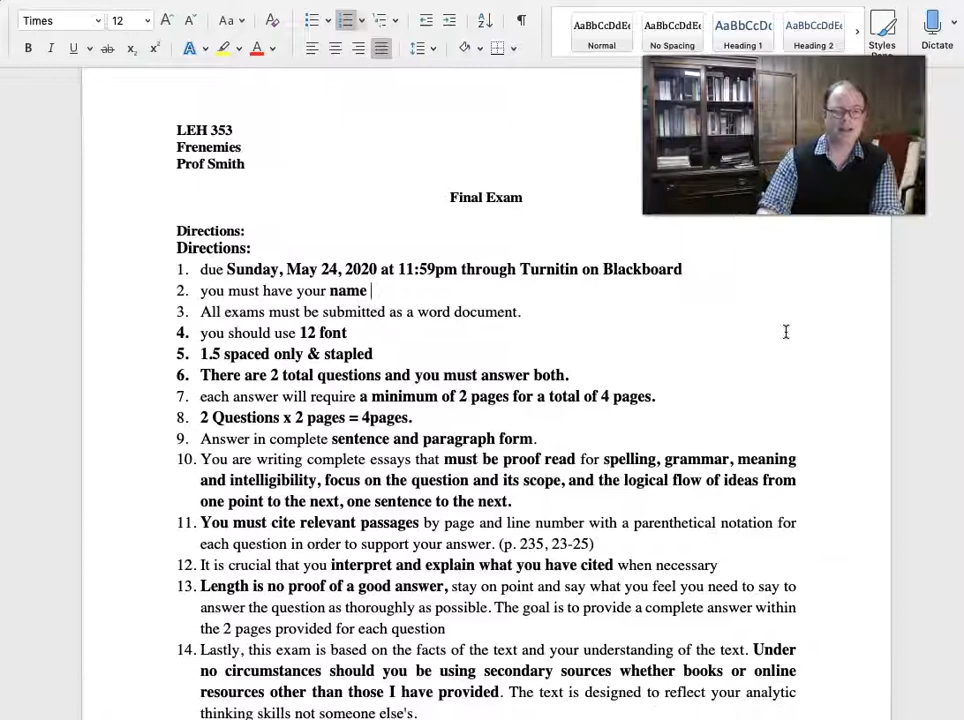 Times 12 Aa
AaBbCcDdEe AaBbCcDdEe AaBbCcDd AaBbCcDdEe
Normal No Spacing Heading 1 Heading 2 Styles Dictate
B I U ab x₂ x² A A
LEH 353
Frenemies
Prof Smith
Final Exam
Directions:
Directions:
1. due Sunday, May 24, 2020 at 11:59pm through Turnitin on Blackboard
2. you must have your name
3. All exams must be submitted as a word document.
4. you should use 12 font
5. 1.5 spaced only & stapled
6. There are 2 total questions and you must answer both.
7. each answer will require a minimum of 2 pages for a total of 4 pages.
8. 2 Questions x 2 pages = 4pages.
9. Answer in complete sentence and paragraph form.
10. You are writing complete essays that must be proof read for spelling, grammar, meaning
and intelligibility, focus on the question and its scope, and the logical flow of ideas from
one point to the next, one sentence to the next.
11. You must cite relevant passages by page and line number with a parenthetical notation for
each question in order to support your answer. (p. 235, 23-25)
12. It is crucial that you interpret and explain what you have cited when necessary
13. Length is no proof of a good answer, stay on point and say what you feel you need to say to
answer the question as thoroughly as possible. The goal is to provide a complete answer within
the 2 pages provided for each question
14. Lastly, this exam is based on the facts of the text and your understanding of the text. Under
no circumstances should you be using secondary sources whether books or online
resources other than those I have provided. The text is designed to reflect your analytic
thinking skills not someone else's.